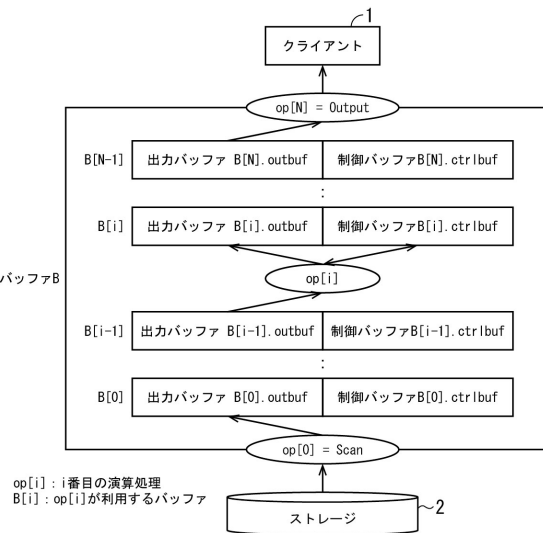 1
クライアント
op[N] = Output
B[N-1]
出力バッファ B[N].outbuf
制御バッファB[N].ctrlbuf
:
B[i]
出力バッファ B[i].outbuf
制御バッファB[i].ctrlbuf
バッファB
op[i]
B[i-1]
出力バッファ B[i-1].outbuf
制御バッファB[i-1].ctrlbuf
:
B[0]
出力バッファ B[0].outbuf
制御バッファB[0].ctrlbuf
op[0] = Scan
op[i]：i番目の演算処理
B[i]：op[i]が利用するバッファ
ストレージ
2